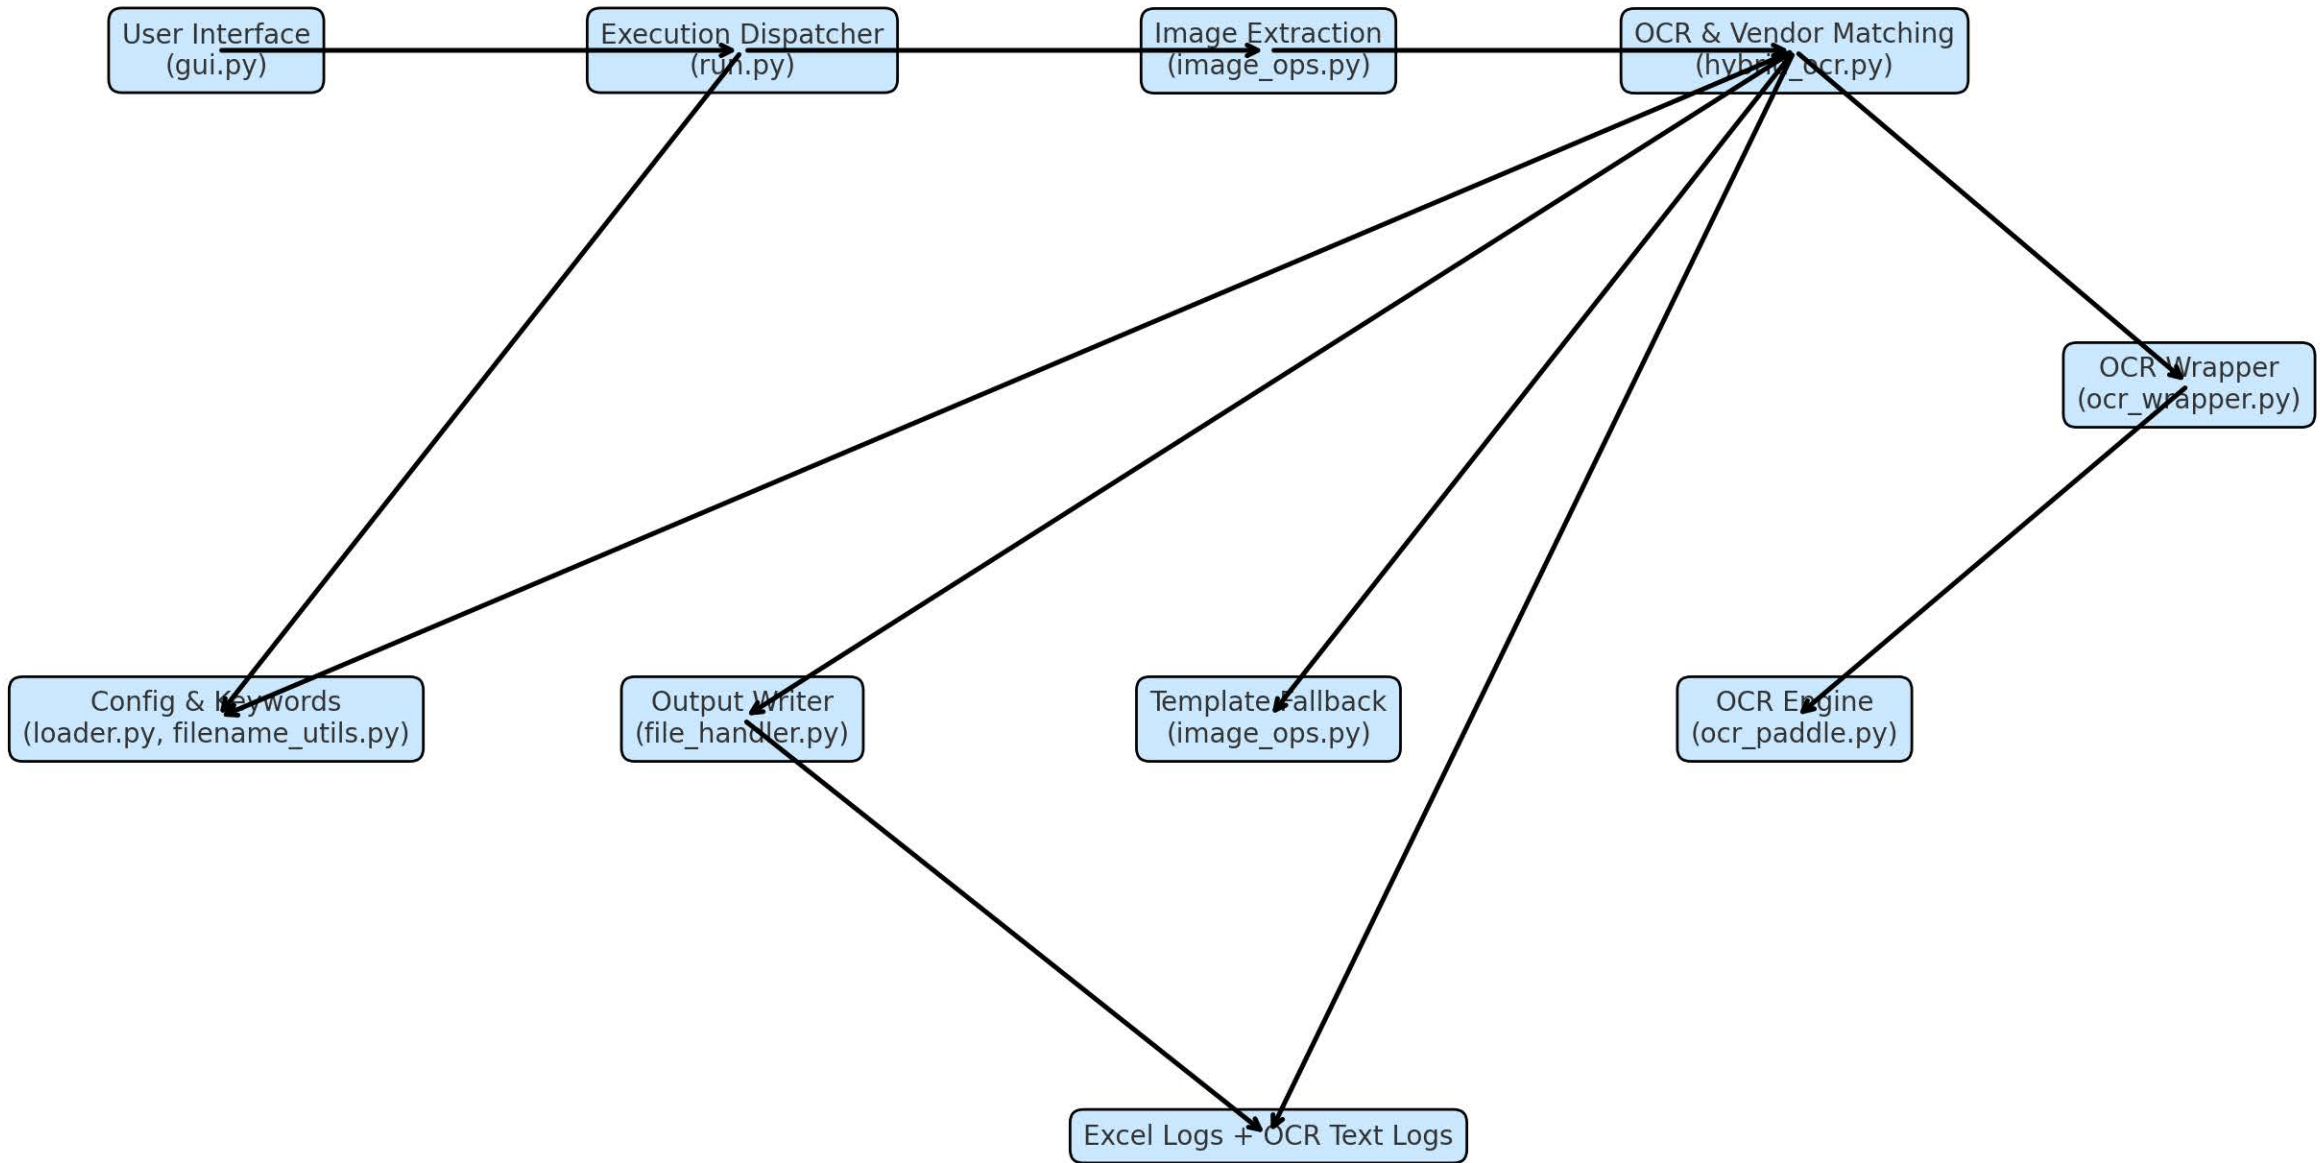 User Interface
(gui.py)
Execution Dispatcher
(run.py)
Image Extraction
(image_ops.py)
OCR & Vendor Matching
(hybrid_ocr.py)
OCR Wrapper
(ocr_wrapper.py)
Config & Keywords
(loader.py, filename_utils.py)
Output Writer
(file_handler.py)
Template Fallback
(image_ops.py)
OCR Engine
(ocr_paddle.py)
Excel Logs + OCR Text Logs